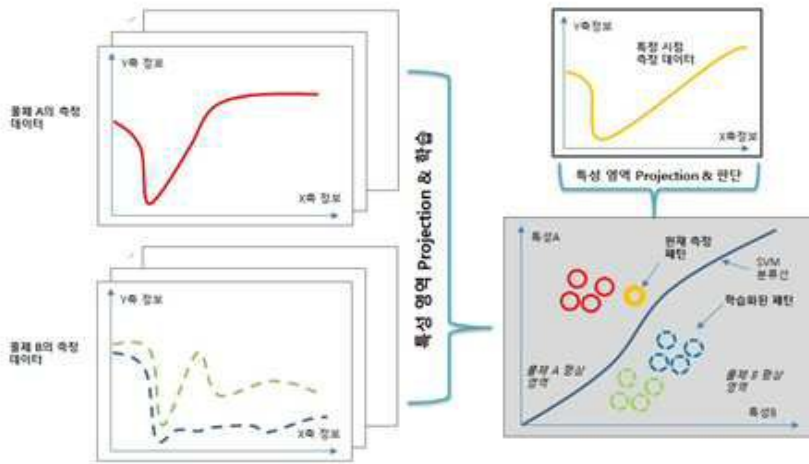 Y축 정보
물체 A의 측정
데이터
X축 정보
Y축 정보
물체 B의 측정
데이터
X축 정보
특성 영역 Projection & 학습
Y축정보
특정 시점
측정 데이터
X축정보
특성 영역 Projection & 판단
특성A
현재 측정
패턴
SVM
분류선
학습화된 패턴
물체 A 형상
영역
물체 B 형상
영역
특성B